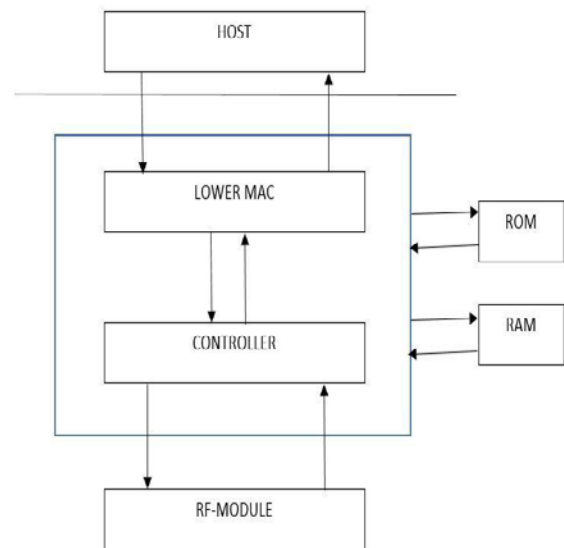 HOST
LOWER MAC
ROM
RAM
CONTROLLER
RF-MODULE